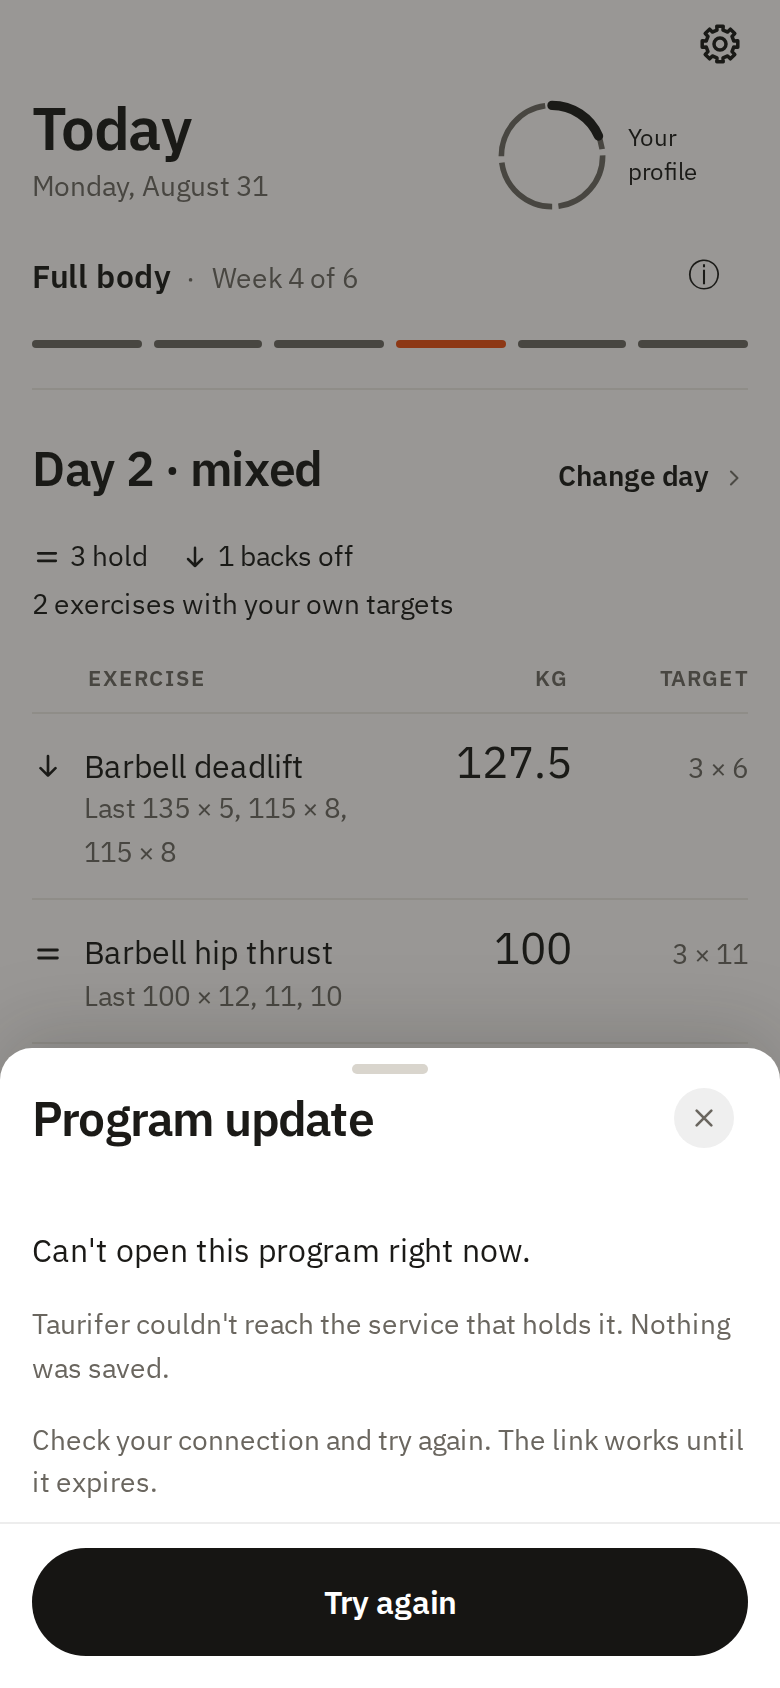 Today
Monday, August 31
Your
profile
Full body · Week 4 of 6
Day 2 · mixed
Change day
= 3 hold ↓ 1 backs off
2 exercises with your own targets
EXERCISE KG TARGET
↓ Barbell deadlift 127.5 3 × 6
Last 135 × 5, 115 × 8,
115 × 8
= Barbell hip thrust 100 3 × 11
Last 100 × 12, 11, 10
Program update
Can't open this program right now.
Taurifer couldn't reach the service that holds it. Nothing
was saved.
Check your connection and try again. The link works until
it expires.
Try again